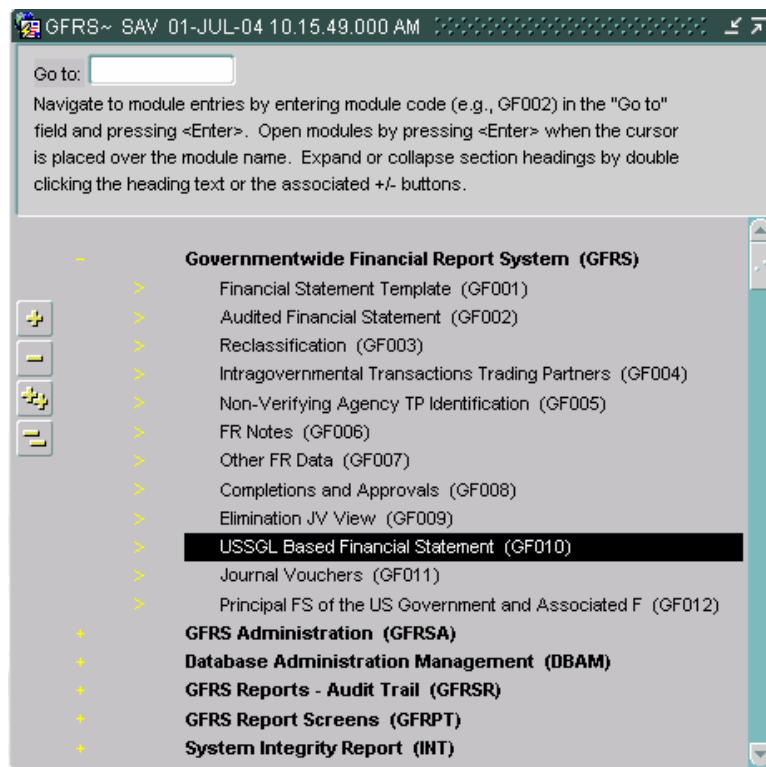 GFRS~ SAV 01-JUL-04 10.15.49.000 AM
Go to:
Navigate to module entries by entering module code (e.g., GF002) in the "Go to"
field and pressing <Enter>. Open modules by pressing <Enter> when the cursor
is placed over the module name. Expand or collapse section headings by double
clicking the heading text or the associated +/- buttons.
- Governmentwide Financial Report System (GFRS)
> Financial Statement Template (GF001)
> Audited Financial Statement (GF002)
> Reclassification (GF003)
> Intragovernmental Transactions Trading Partners (GF004)
> Non-Verifying Agency TP Identification (GF005)
> FR Notes (GF006)
> Other FR Data (GF007)
> Completions and Approvals (GF008)
> Elimination JV View (GF009)
> USSGL Based Financial Statement (GF010)
> Journal Vouchers (GF011)
> Principal FS of the US Government and Associated F (GF012)
+ GFRS Administration (GFRSA)
+ Database Administration Management (DBAM)
+ GFRS Reports - Audit Trail (GFRSR)
+ GFRS Report Screens (GFRPT)
+ System Integrity Report (INT)